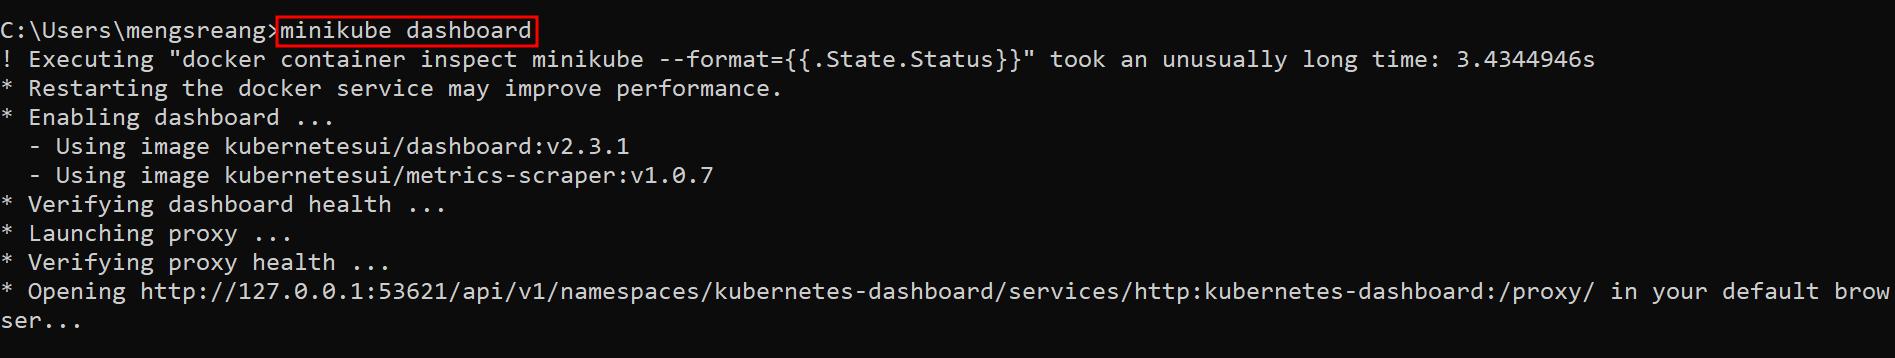 C:\Users\mengsreang>minikube dashboard
! Executing "docker container inspect minikube --format={{.State.Status}}" took an unusually long time: 3.4344946s
* Restarting the docker service may improve performance.
* Enabling dashboard ...
  - Using image kubernetesui/dashboard:v2.3.1
  - Using image kubernetesui/metrics-scraper:v1.0.7
* Verifying dashboard health ...
* Launching proxy ...
* Verifying proxy health ...
* Opening http://127.0.0.1:53621/api/v1/namespaces/kubernetes-dashboard/services/http:kubernetes-dashboard:/proxy/ in your default brow
ser...